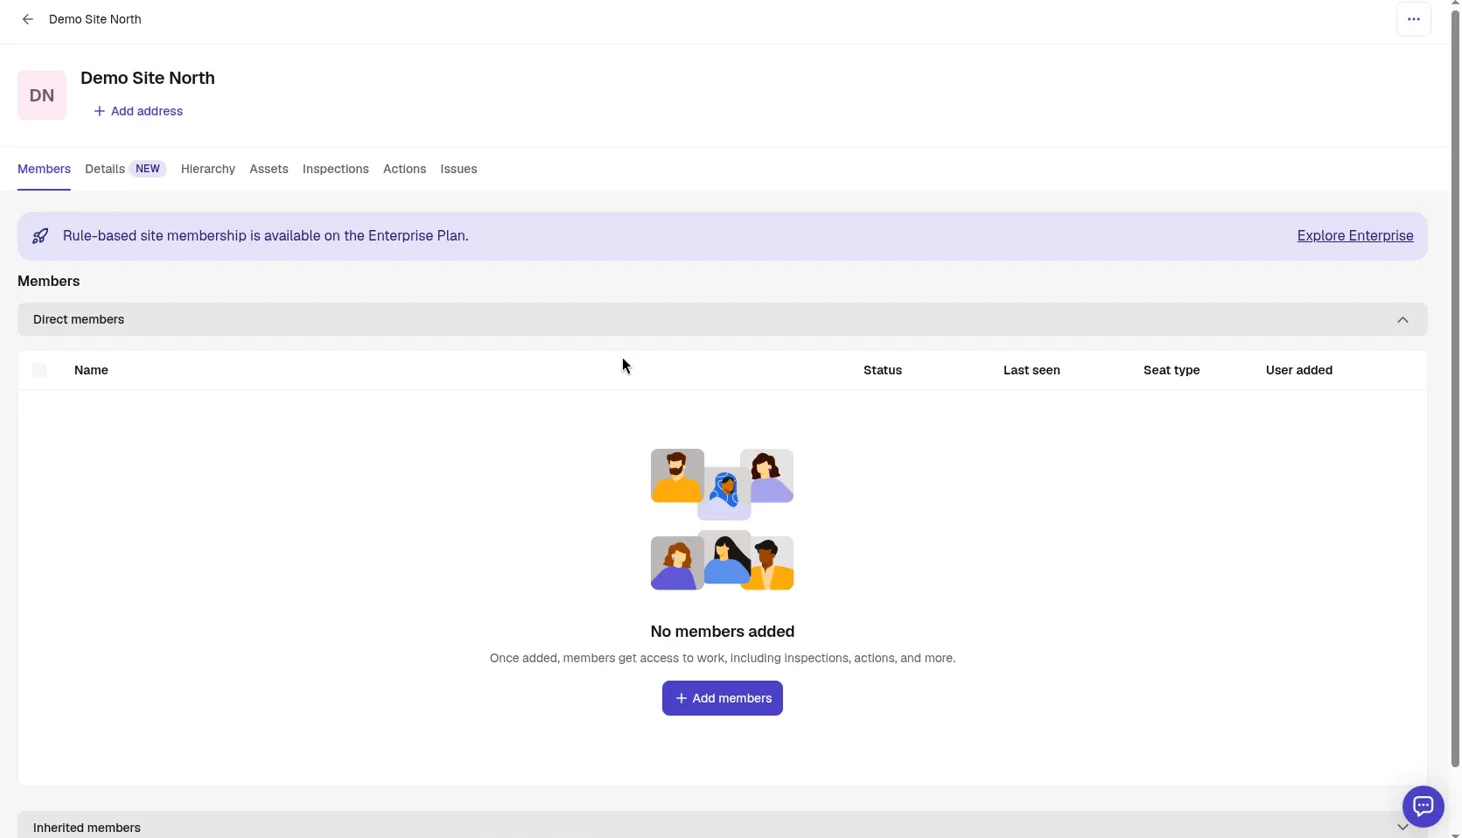 Demo Site North
DN
Demo Site North
Add address
Members Details NEW Hierarchy Assets Inspections Actions Issues
Rule-based site membership is available on the Enterprise Plan. Explore Enterprise
Members
Direct members
Name Status Last seen Seat type User added
No members added
Once added, members get access to work, including inspections, actions, and more.
Add members
Inherited members